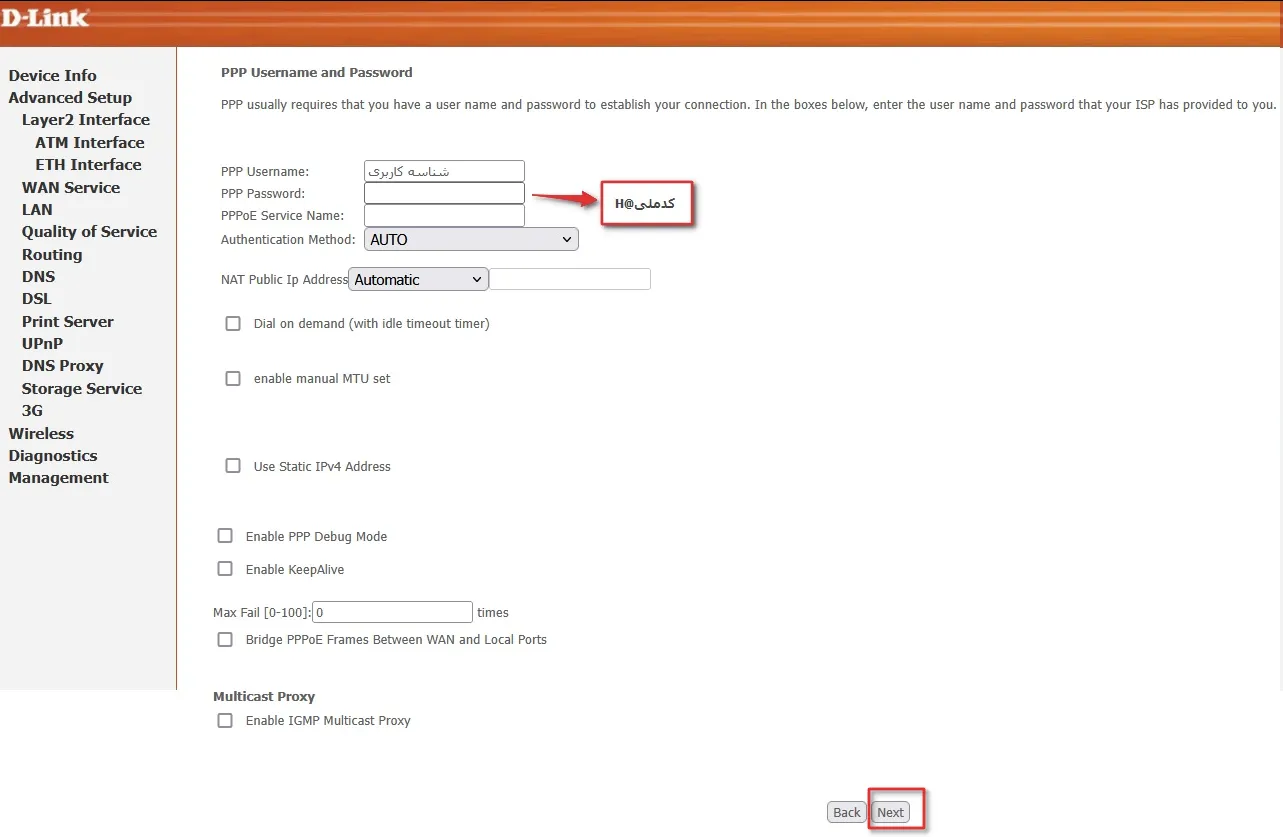 D-Link
Device Info
Advanced Setup
Layer2 Interface
ATM Interface
ETH Interface
WAN Service
LAN
Quality of Service
Routing
DNS
DSL
Print Server
UPnP
DNS Proxy
Storage Service
3G
Wireless
Diagnostics
Management
PPP Username and Password
PPP usually requires that you have a user name and password to establish your connection. In the boxes below, enter the user name and password that your ISP has provided to you.
PPP Username: شناسه کاربری
PPP Password:
کدملی@H
PPPoE Service Name:
Authentication Method: AUTO
NAT Public Ip Address Automatic
Dial on demand (with idle timeout timer)
enable manual MTU set
Use Static IPv4 Address
Enable PPP Debug Mode
Enable KeepAlive
Max Fail [0-100]: 0 times
Bridge PPPoE Frames Between WAN and Local Ports
Multicast Proxy
Enable IGMP Multicast Proxy
Back Next